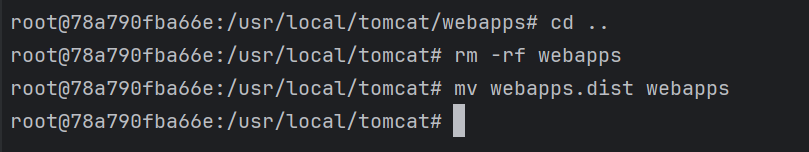 root@78a790fba66e:/usr/local/tomcat/webapps# cd ..
root@78a790fba66e:/usr/local/tomcat# rm -rf webapps
root@78a790fba66e:/usr/local/tomcat# mv webapps.dist webapps
root@78a790fba66e:/usr/local/tomcat#